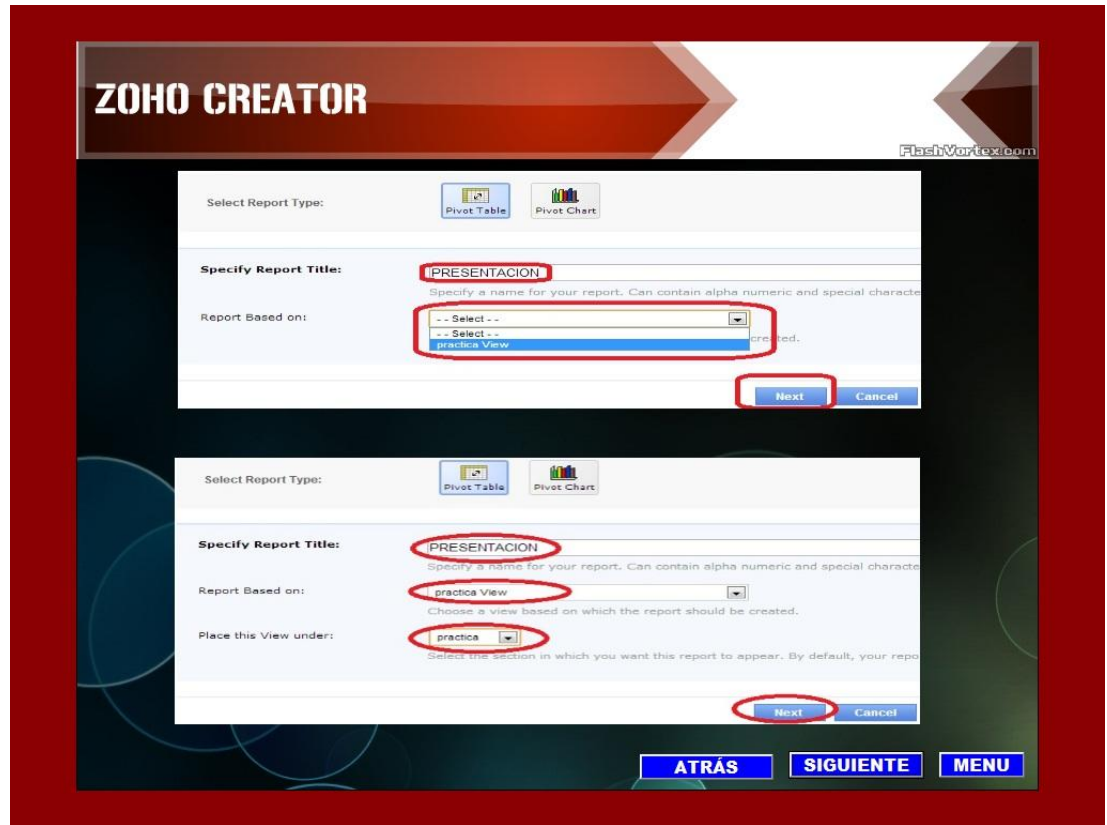 ZOHO CREATOR
FlashVortex.com
Select Report Type:
Pivot Table
Pivot Chart
Specify Report Title:
PRESENTACION
Specify a name for your report. Can contain alpha numeric and special characte
Report Based on:
- - Select - -
- - Select - -
created.
practica View
Next
Cancel
Select Report Type:
Pivot Table
Pivot Chart
Specify Report Title:
PRESENTACION
Specify a name for your report. Can contain alpha numeric and special characte
Report Based on:
practica View
Choose a view based on which the report should be created.
Place this View under:
practica
Select the section in which you want this report to appear. By default, your repo
Next
Cancel
ATRÁS
SIGUIENTE
MENU